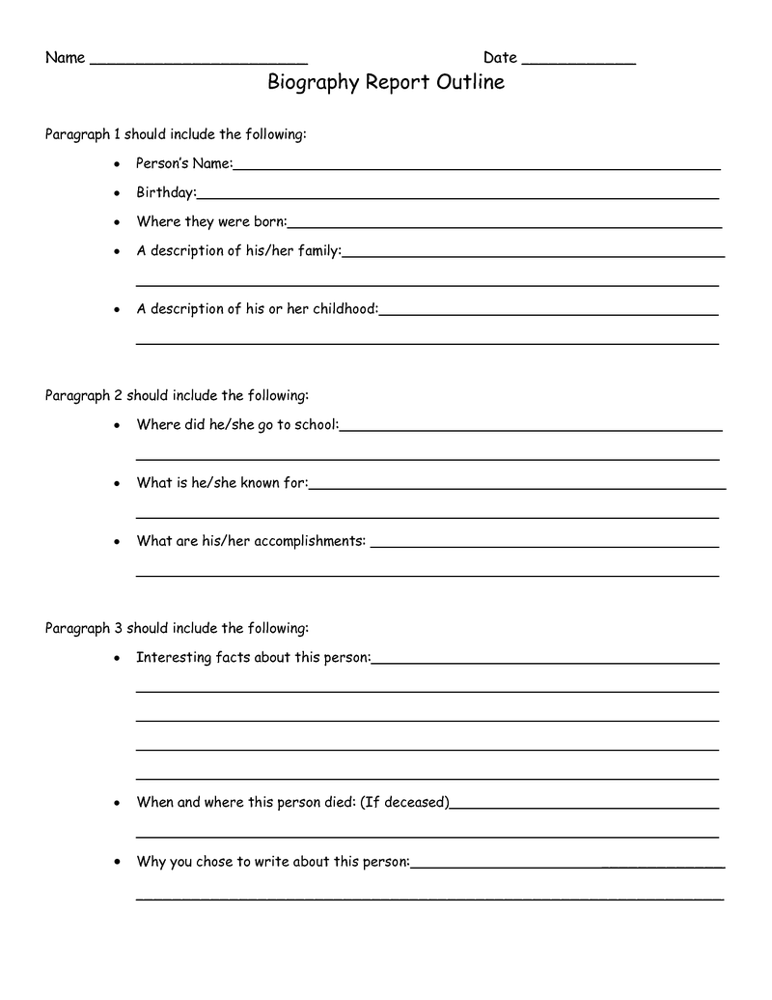 Name ________________________ Date ____________
Biography Report Outline
Paragraph 1 should include the following:
• Person's Name:
• Birthday:
• Where they were born:
• A description of his/her family:
• A description of his or her childhood:
Paragraph 2 should include the following:
• Where did he/she go to school:
• What is he/she known for:
• What are his/her accomplishments:
Paragraph 3 should include the following:
• Interesting facts about this person:
• When and where this person died: (If deceased)
• Why you chose to write about this person: